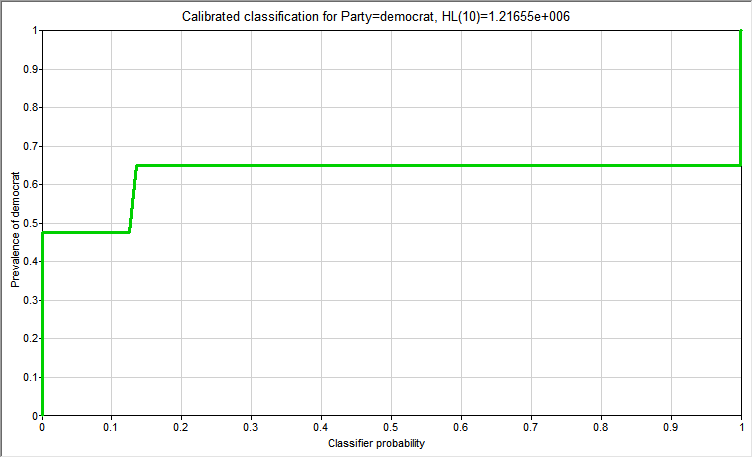 Calibrated classification for Party=democrat, HL(10)=1.21655e+006
1
0.9
0.8
0.7
0.6
0.5
0.4
0.3
0.2
0.1
0
Prevalence of democrat
0 0.1 0.2 0.3 0.4 0.5 0.6 0.7 0.8 0.9 1
Classifier probability